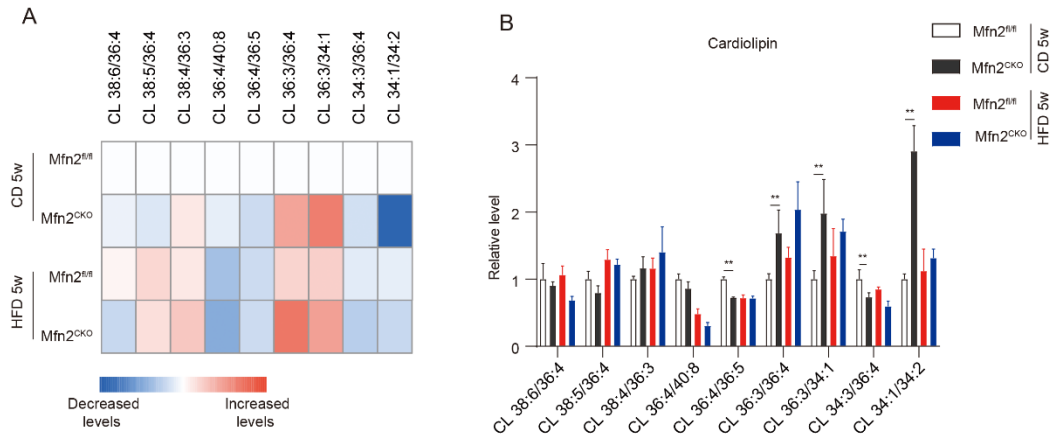 A
CL 38:6/36:4
CL 38:5/36:4
CL 38:4/36:3
CL 36:4/40:8
CL 36:4/36:5
CL 36:3/36:4
CL 36:3/34:1
CL 34:3/36:4
CL 34:1/34:2
CD 5w
Mfn2fl/fl
Mfn2CKO
HFD 5w
Mfn2fl/fl
Mfn2CKO
Decreased
levels
Increased
levels
B
Cardiolipin
Mfn2fl/fl
Mfn2CKO
CD 5w
Mfn2fl/fl
Mfn2CKO
HFD 5w
Relative level
4
3
2
1
0
**
**
**
**
**
CL 38:6/36:4
CL 38:5/36:4
CL 38:4/36:3
CL 36:4/40:8
CL 36:4/36:5
CL 36:3/36:4
CL 36:3/34:1
CL 34:3/36:4
CL 34:1/34:2